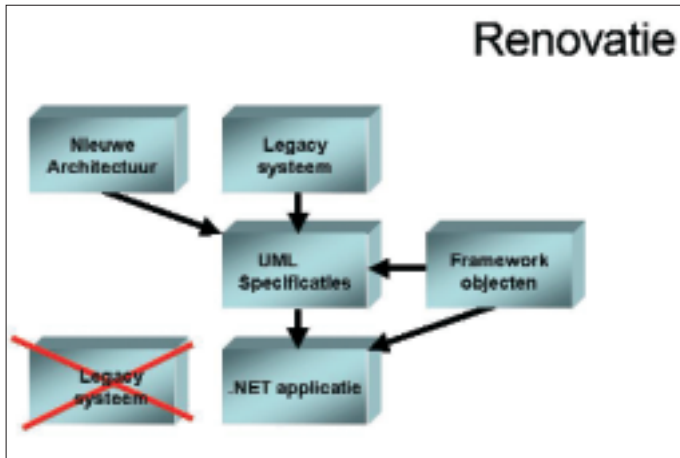 Renovatie
Nieuwe
Architectuur
Legacy
systeem
UML
Specificaties
Framework
objecten
Legacy
systeem
.NET applicatie